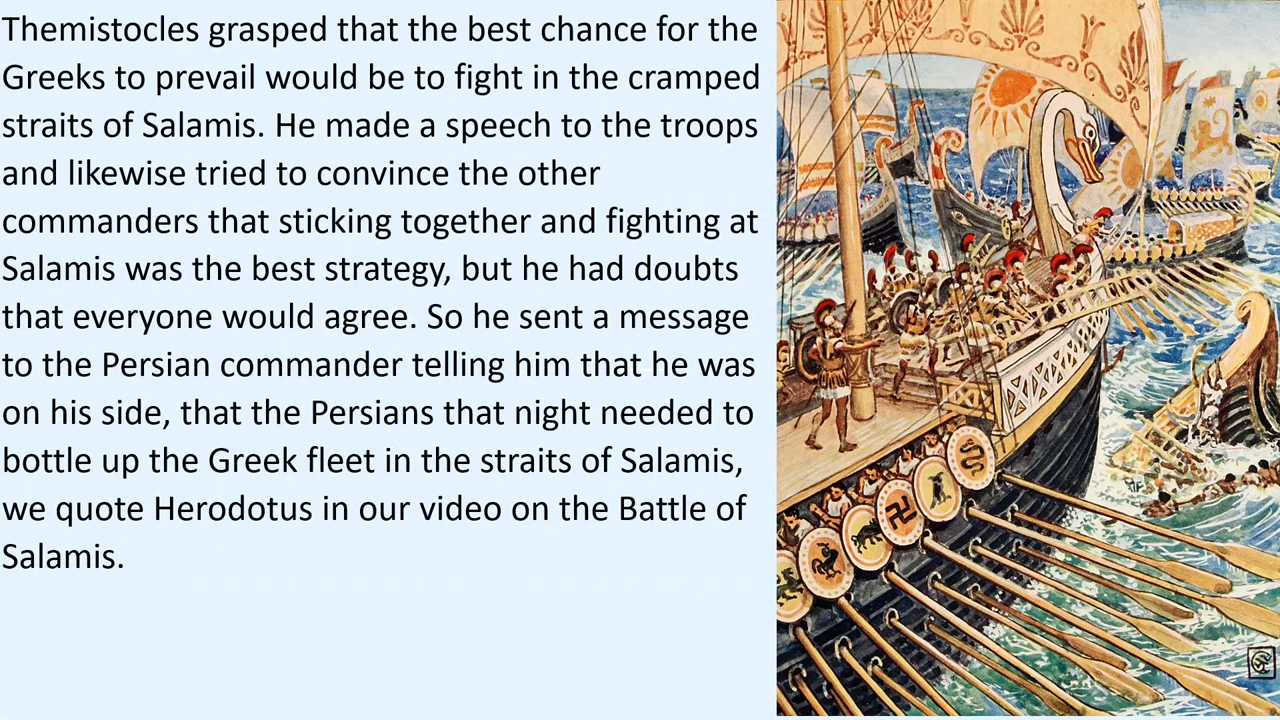 Themistocles grasped that the best chance for the
Greeks to prevail would be to fight in the cramped
straits of Salamis. He made a speech to the troops
and likewise tried to convince the other
commanders that sticking together and fighting at
Salamis was the best strategy, but he had doubts
that everyone would agree. So he sent a message
to the Persian commander telling him that he was
on his side, that the Persians that night needed to
bottle up the Greek fleet in the straits of Salamis,
we quote Herodotus in our video on the Battle of
Salamis.